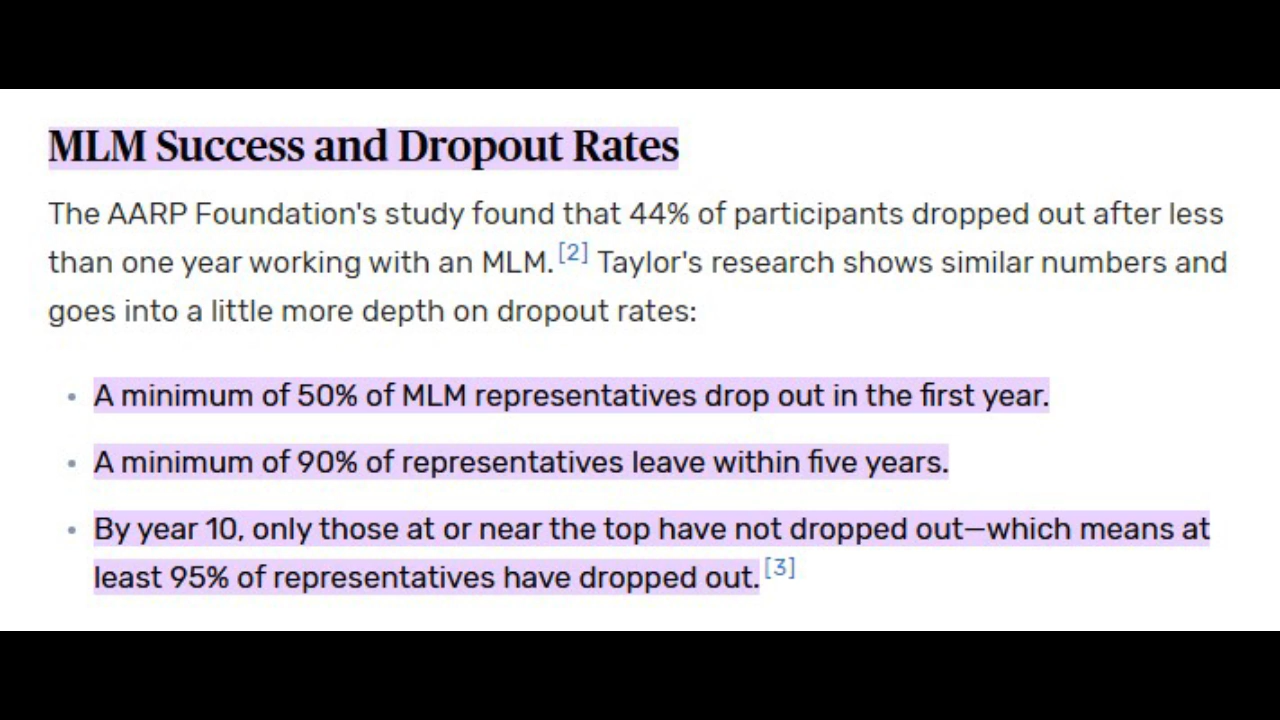 MLM Success and Dropout Rates
The AARP Foundation's study found that 44% of participants dropped out after less
than one year working with an MLM.[2] Taylor's research shows similar numbers and
goes into a little more depth on dropout rates:
• A minimum of 50% of MLM representatives drop out in the first year.
• A minimum of 90% of representatives leave within five years.
• By year 10, only those at or near the top have not dropped out—which means at
least 95% of representatives have dropped out.[3]